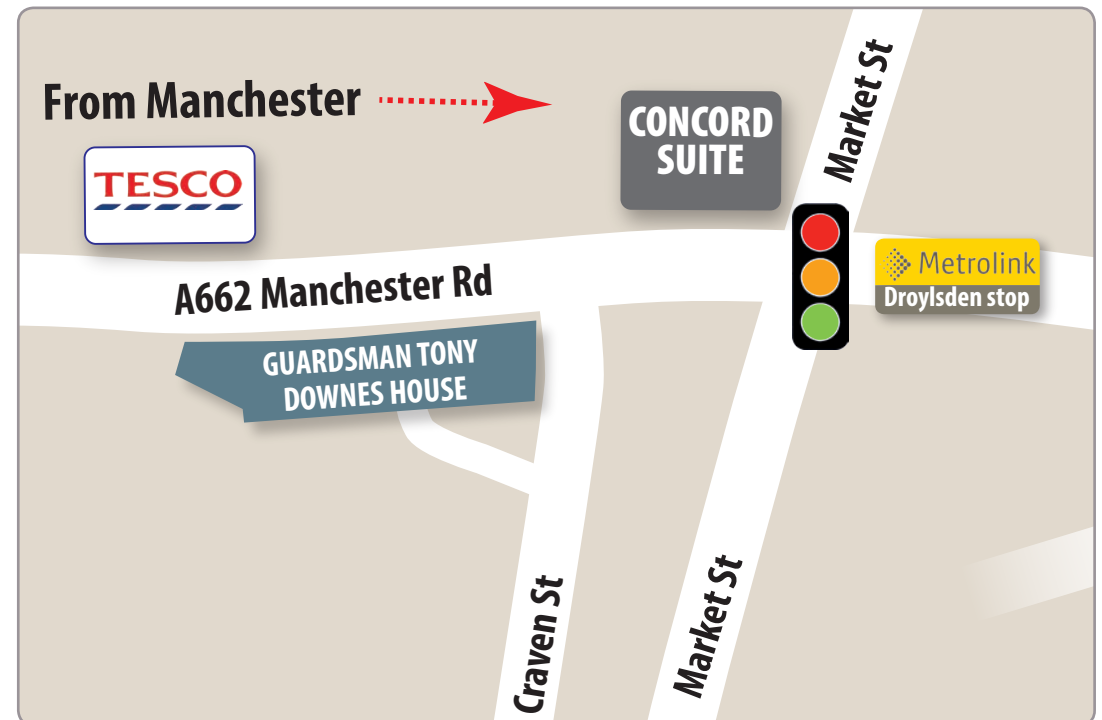 From Manchester
TESCO
CONCORD
SUITE
Market St
Metrolink
Droylsden stop
A662 Manchester Rd
GUARDSMAN TONY
DOWNES HOUSE
Craven St
Market St